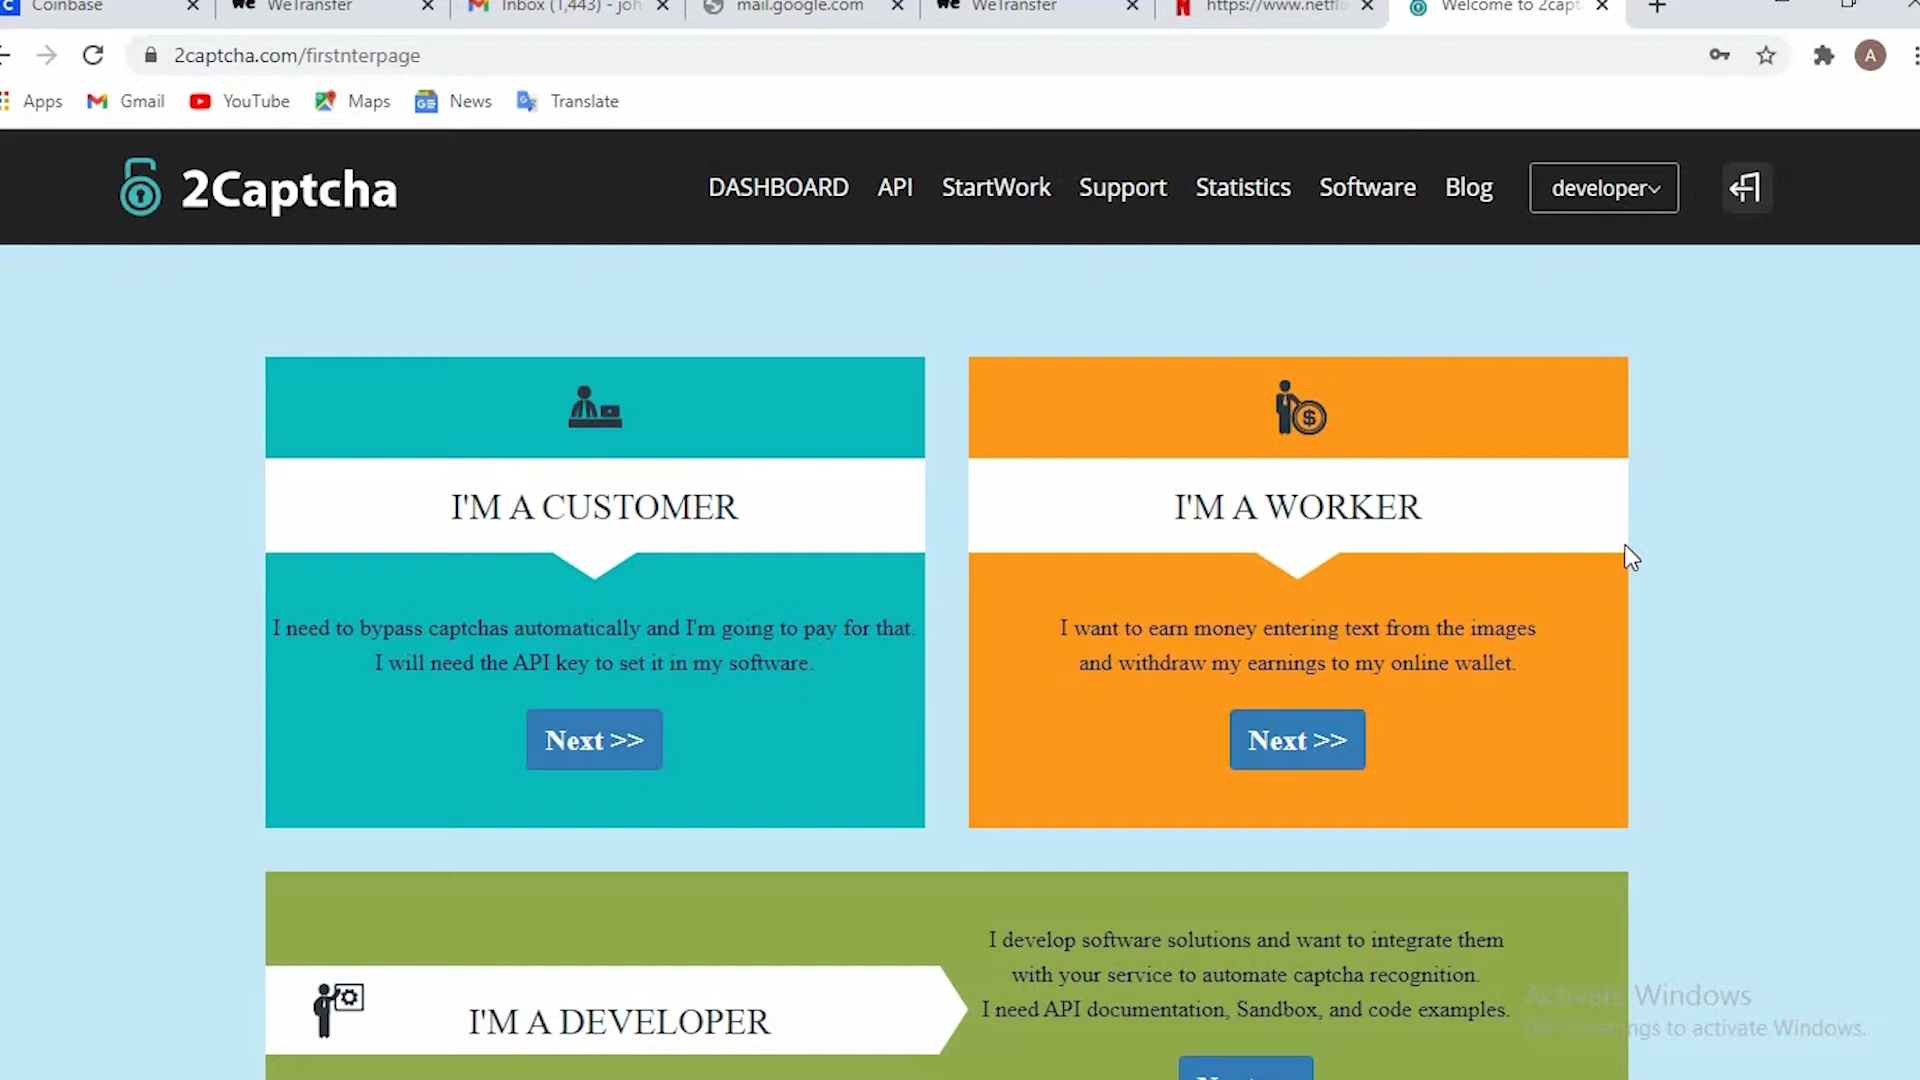 Coinbase
WeTransfer
Inbox (1,443) - joh
mail.google.com
WeTransfer
https://www.netfli
Welcome to 2capt
2captcha.com/firstnterpage
A
Apps
Gmail
YouTube
Maps
News
Translate
2Captcha
DASHBOARD
API
StartWork
Support
Statistics
Software
Blog
developer
I'M A CUSTOMER
I need to bypass captchas automatically and I'm going to pay for that.
I will need the API key to set it in my software.
Next >>
I'M A WORKER
I want to earn money entering text from the images
and withdraw my earnings to my online wallet.
Next >>
I'M A DEVELOPER
I develop software solutions and want to integrate them
with your service to automate captcha recognition.
I need API documentation, Sandbox, and code examples.
Activate Windows
Go to Settings to activate Windows.